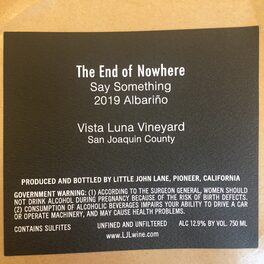 The End of Nowhere
Say Something
2019 Albariño
Vista Luna Vineyard
San Joaquin County
PRODUCED AND BOTTLED BY LITTLE JOHN LANE, PIONEER, CALIFORNIA
GOVERNMENT WARNING: (1) ACCORDING TO THE SURGEON GENERAL, WOMEN SHOULD
NOT DRINK ALCOHOL DURING PREGNANCY BECAUSE OF THE RISK OF BIRTH DEFECTS.
(2) CONSUMPTION OF ALCOHOLIC BEVERAGES IMPAIRS YOUR ABILITY TO DRIVE A CAR
OR OPERATE MACHINERY, AND MAY CAUSE HEALTH PROBLEMS.
CONTAINS SULFITES UNFINED AND UNFILTERED ALC 12.9% BY VOL. 750 ML
www.LJLwine.com